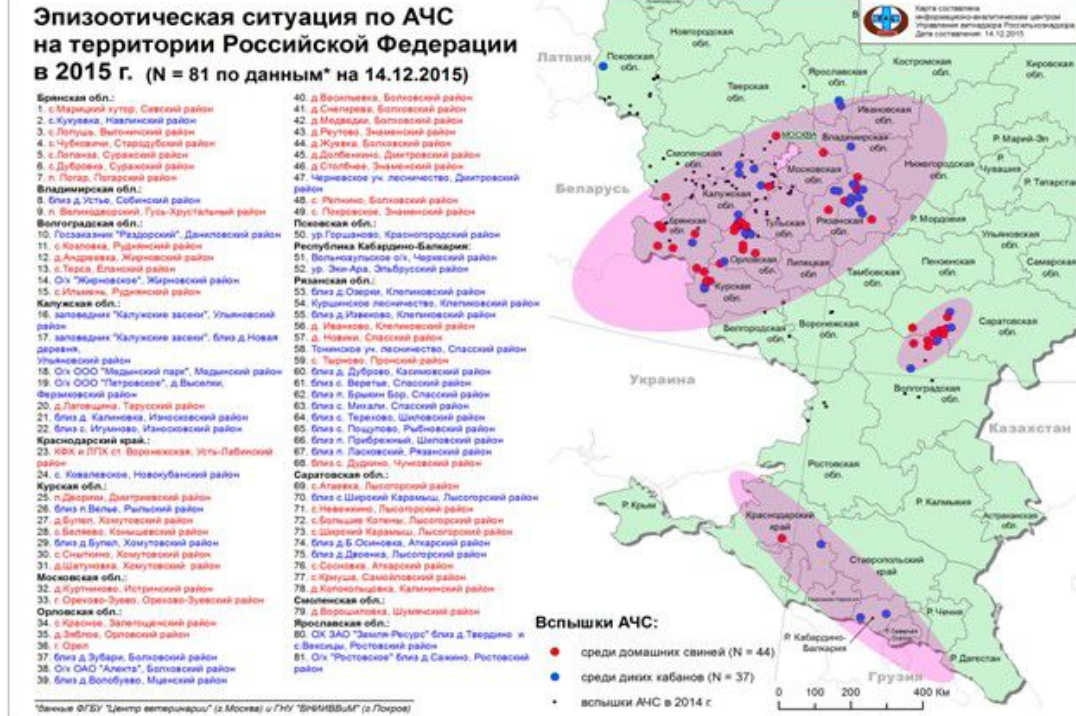 Эпизоотическая ситуация по АЧС
на территории Российской Федерации
в 2015 г. (N = 81 по данным* на 14.12.2015)
Брянская обл.:
1. с.Марицкий хутор, Севский район
2. с.Кукуевка, Навлинский район
3. с.Лопушь, Выгоничский район
4. с.Чубковичи, Стародубский район
5. с.Лопазна, Суражский район
6. с.Дубровка, Суражский район
7. п. Погар, Погарский район
Владимирская обл.:
8. близ д.Устье, Собинский район
9. п. Великодворский, Гусь-Хрустальный район
Волгоградская обл.:
10. Госзаказник "Раздорский", Даниловский район
11. с.Козловка, Руднянский район
12. д.Андреевка, Жирновский район
13. с.Терса, Еланский район
14. О/х "Жирновское", Жирновский район
15. с.Ильмень, Руднянский район
Калужская обл.:
16. заповедник "Калужские засеки", Ульяновский
район
17. заповедник "Калужские засеки", близ д.Новая
деревня,
Ульяновский район
18. О/х ООО "Медынский парк", Медынский район
19. О/х ООО "Петровское", д.Выселки,
Ферзиковский район
20. д.Лаговщина, Тарусский район
21. близ д. Калиновка, Износковский район
22. близ с. Игумново, Износковский район
Краснодарский край.:
23. КФХ и ЛПХ ст. Воронежская, Усть-Лабинский
район
24. с. Ковалевское, Новокубанский район
Курская обл.:
25. п.Дворики, Дмитриевский район
26. близ п.Велье, Рыльский район
27. д.Бупел, Хомутовский район
28. с.Беляево, Конышевский район
29. близ д.Бупел, Хомутовский район
30. с.Сныткино, Хомутовский район
31. д.Шатуновка, Хомутовский район
Московская обл.:
32. д.Куртниково, Истринский район
33. г. Орехово-Зуево, Орехово-Зуевский район
Орловская обл.:
34. с.Красное, Залегощенский район
35. д.Зяблое, Орловский район
36. г. Орел
37. близ д.Зубари, Болховский район
38. О/х ОАО "Алекта", Болховский район
39. близ д.Волобуево, Мценский район
40. д.Васильевка, Болховский район
41. д.Снегирева, Болховский район
42. д.Медведки, Болховский район
43. д.Реутово, Знаменский район
44. д.Жуевка, Болховский район
45. д.Долбенкино, Дмитровский район
46. д.Столбчее, Знаменский район
47. Черневское уч. лесничество, Дмитровский
район
48. с. Репнино, Болховский район
49. с. Покровское, Знаменский район
Псковская обл.:
50. ур.Горшаново, Красногородский район
Республика Кабардино-Балкария:
51. Вольноаульское о/х, Черекский район
52. ур. Эки-Ара, Эльбрусский район
Рязанская обл.:
53. близ д.Озерки, Клепиковский район
54. Куршинское лесничество, Клепиковский район
55. близ д.Извеково, Клепиковский район
56. д. Иванково, Клепиковский район
57. д. Новики, Спасский район
58. Тонинское уч. лесничество, Спасский район
59. с. Тырново, Пронский район
60. близ д. Дуброво, Касимовский район
61. близ с. Веретье, Спасский район
62. близ п. Брыкин Бор, Спасский район
63. близ с. Михали, Спасский район
64. близ с. Терехово, Шиловский район
65. близ с. Пощупово, Рыбновский район
66. близ п. Прибрежный, Шиловский район
67. близ п. Ласковский, Рязанский район
68. близ с. Дудкино, Чучковский район
Саратовская обл.:
69. с.Атаевка, Лысогорский район
70. близ с.Широкий Карамыш, Лысогорский район
71. с.Невежкино, Лысогорский район
72. с.Большие Копены, Лысогорский район
73. с.Широкий Карамыш, Лысогорский район
74. близ д.Б.Осиновка, Аткарский район
75. близ д.Двоенка, Лысогорский район
76. с.Сосновка, Аткарский район
77. с.Криуша, Самойловский район
78. д.Колокольцовка, Калининский район
Смоленская обл.:
79. д.Ворошиловка, Шумячский район
Ярославская обл.:
80. ОХ ЗАО "Земля-Ресурс" близ д.Твердино и
с.Вексицы, Ростовский район
81. О/х "Ростовское" близ д.Сажино, Ростовский
район
*данные ФГБУ "Центр ветеринарии" (г.Москва) и ГНУ "ВНИИВВиМ" (г.Покров)
Карта составлена
информационно-аналитическим центром
Управления ветнадзора Россельхознадзора
Дата составления: 14.12.2015
Новгородская
обл.
Латвия
Псковская
обл.
Костромская
обл.
Кировская
обл.
Ярославская
обл.
Тверская
обл.
Ивановская
обл.
МОСКВА
Владимирская
обл.
Р. Марий-Эл
Смоленская
обл.
Московская
обл.
Нижегородская
обл.
Р.
Чувашия
Р. Татарстан
Беларусь
Калужская
обл.
Брянская
обл.
Тульская
обл.
Рязанская
обл.
Р. Мордовия
Ульяновская
обл.
Орловская
обл.
Липецкая
обл.
Тамбовская
обл.
Пензенская
обл.
Самарская
обл.
Курская
обл.
Белгородская
обл.
Воронежская
обл.
Саратовская
обл.
Украина
Волгоградская
обл.
Казахстан
Ростовская
обл.
Р. Крым
Краснодарский
край
Р. Калмыкия
Астраханская
обл.
Ставропольский
край
Р. Чечня
Р. Кабардино-
Балкария
Р. Дагестан
Грузия
Вспышки АЧС:
среди домашних свиней (N = 44)
среди диких кабанов (N = 37)
вспышки АЧС в 2014 г.
0 100 200 400 Км